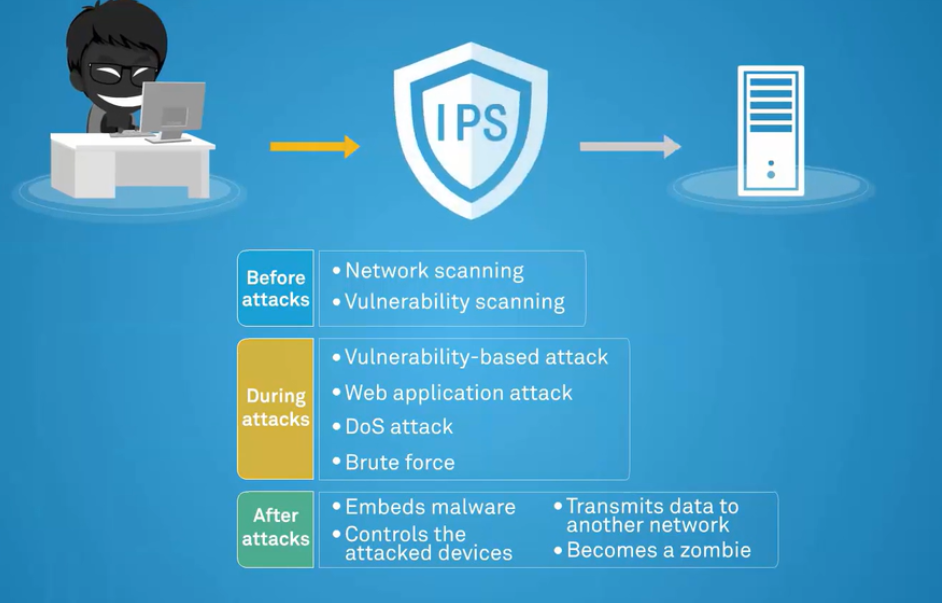 IPS
Before
attacks
• Network scanning
• Vulnerability scanning
During
attacks
• Vulnerability-based attack
• Web application attack
• DoS attack
• Brute force
After
attacks
• Embeds malware
• Controls the
attacked devices
• Transmits data to
another network
• Becomes a zombie